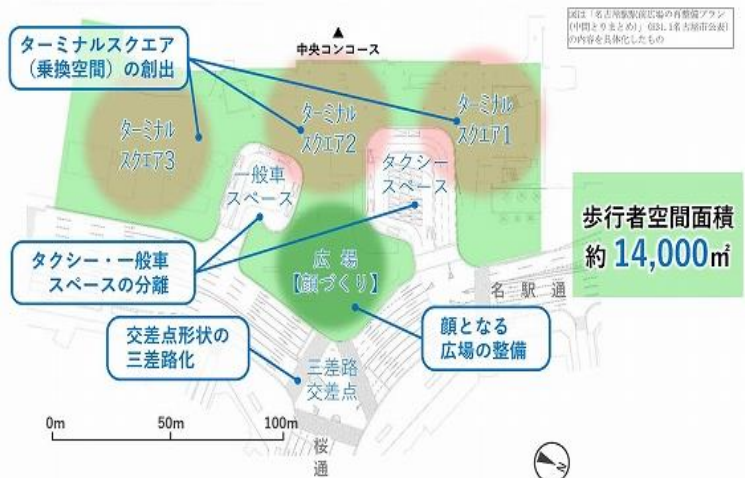 図は「名古屋駅駅前広場の再整備プラン
(中間とりまとめ)」(H31.1名古屋市公表)
の内容を具体化したもの
ターミナルスクエア
（乗換空間）の創出
▲
中央コンコース
ターミナル
スクエア3
ターミナル
スクエア2
ターミナル
スクエア1
一般車
スペース
タクシー
スペース
歩行者空間面積
約 14,000㎡
広場
【顔づくり】
タクシー・一般車
スペースの分離
名駅通
交差点形状の
三差路化
顔となる
広場の整備
三差路
交差点
0m 50m 100m
桜通
N